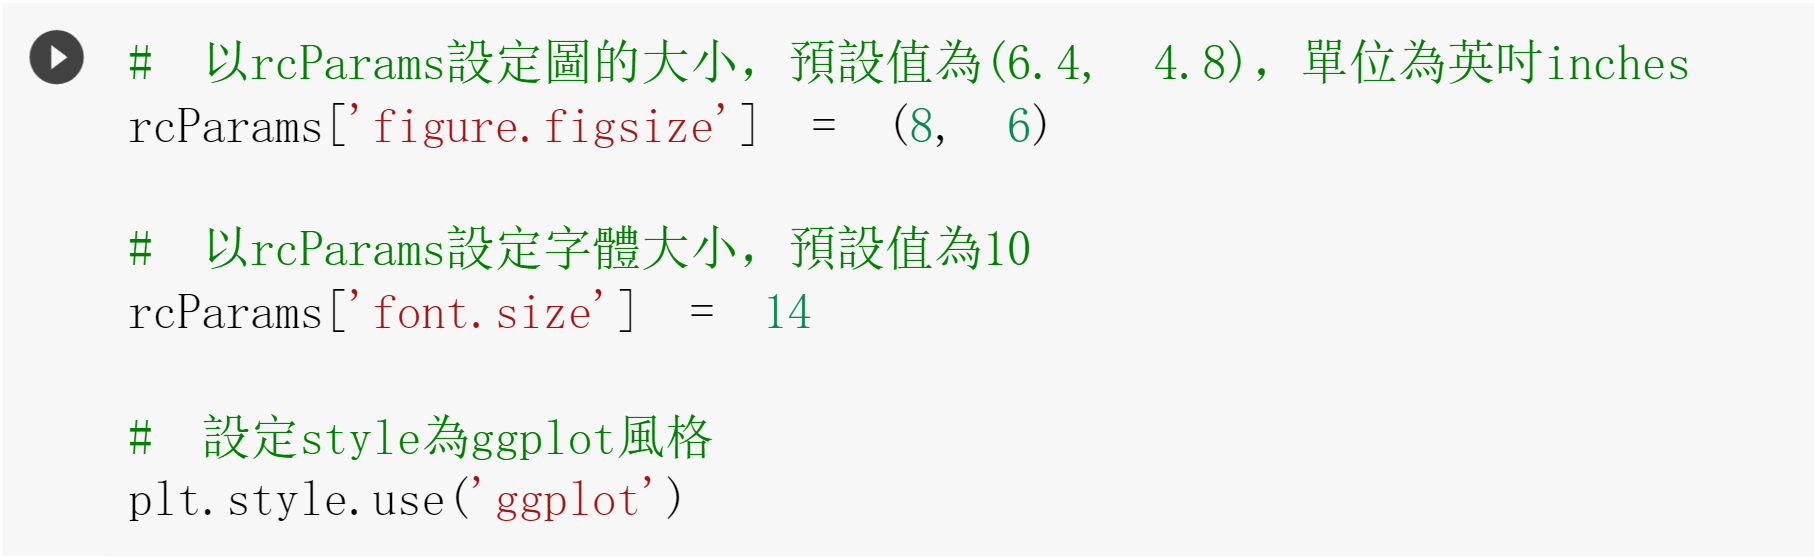 # 以rcParams設定圖的大小，預設值為(6.4, 4.8)，單位為英吋inches
rcParams['figure.figsize'] = (8, 6)
# 以rcParams設定字體大小，預設值為10
rcParams['font.size'] = 14
# 設定style為ggplot風格
plt.style.use('ggplot')